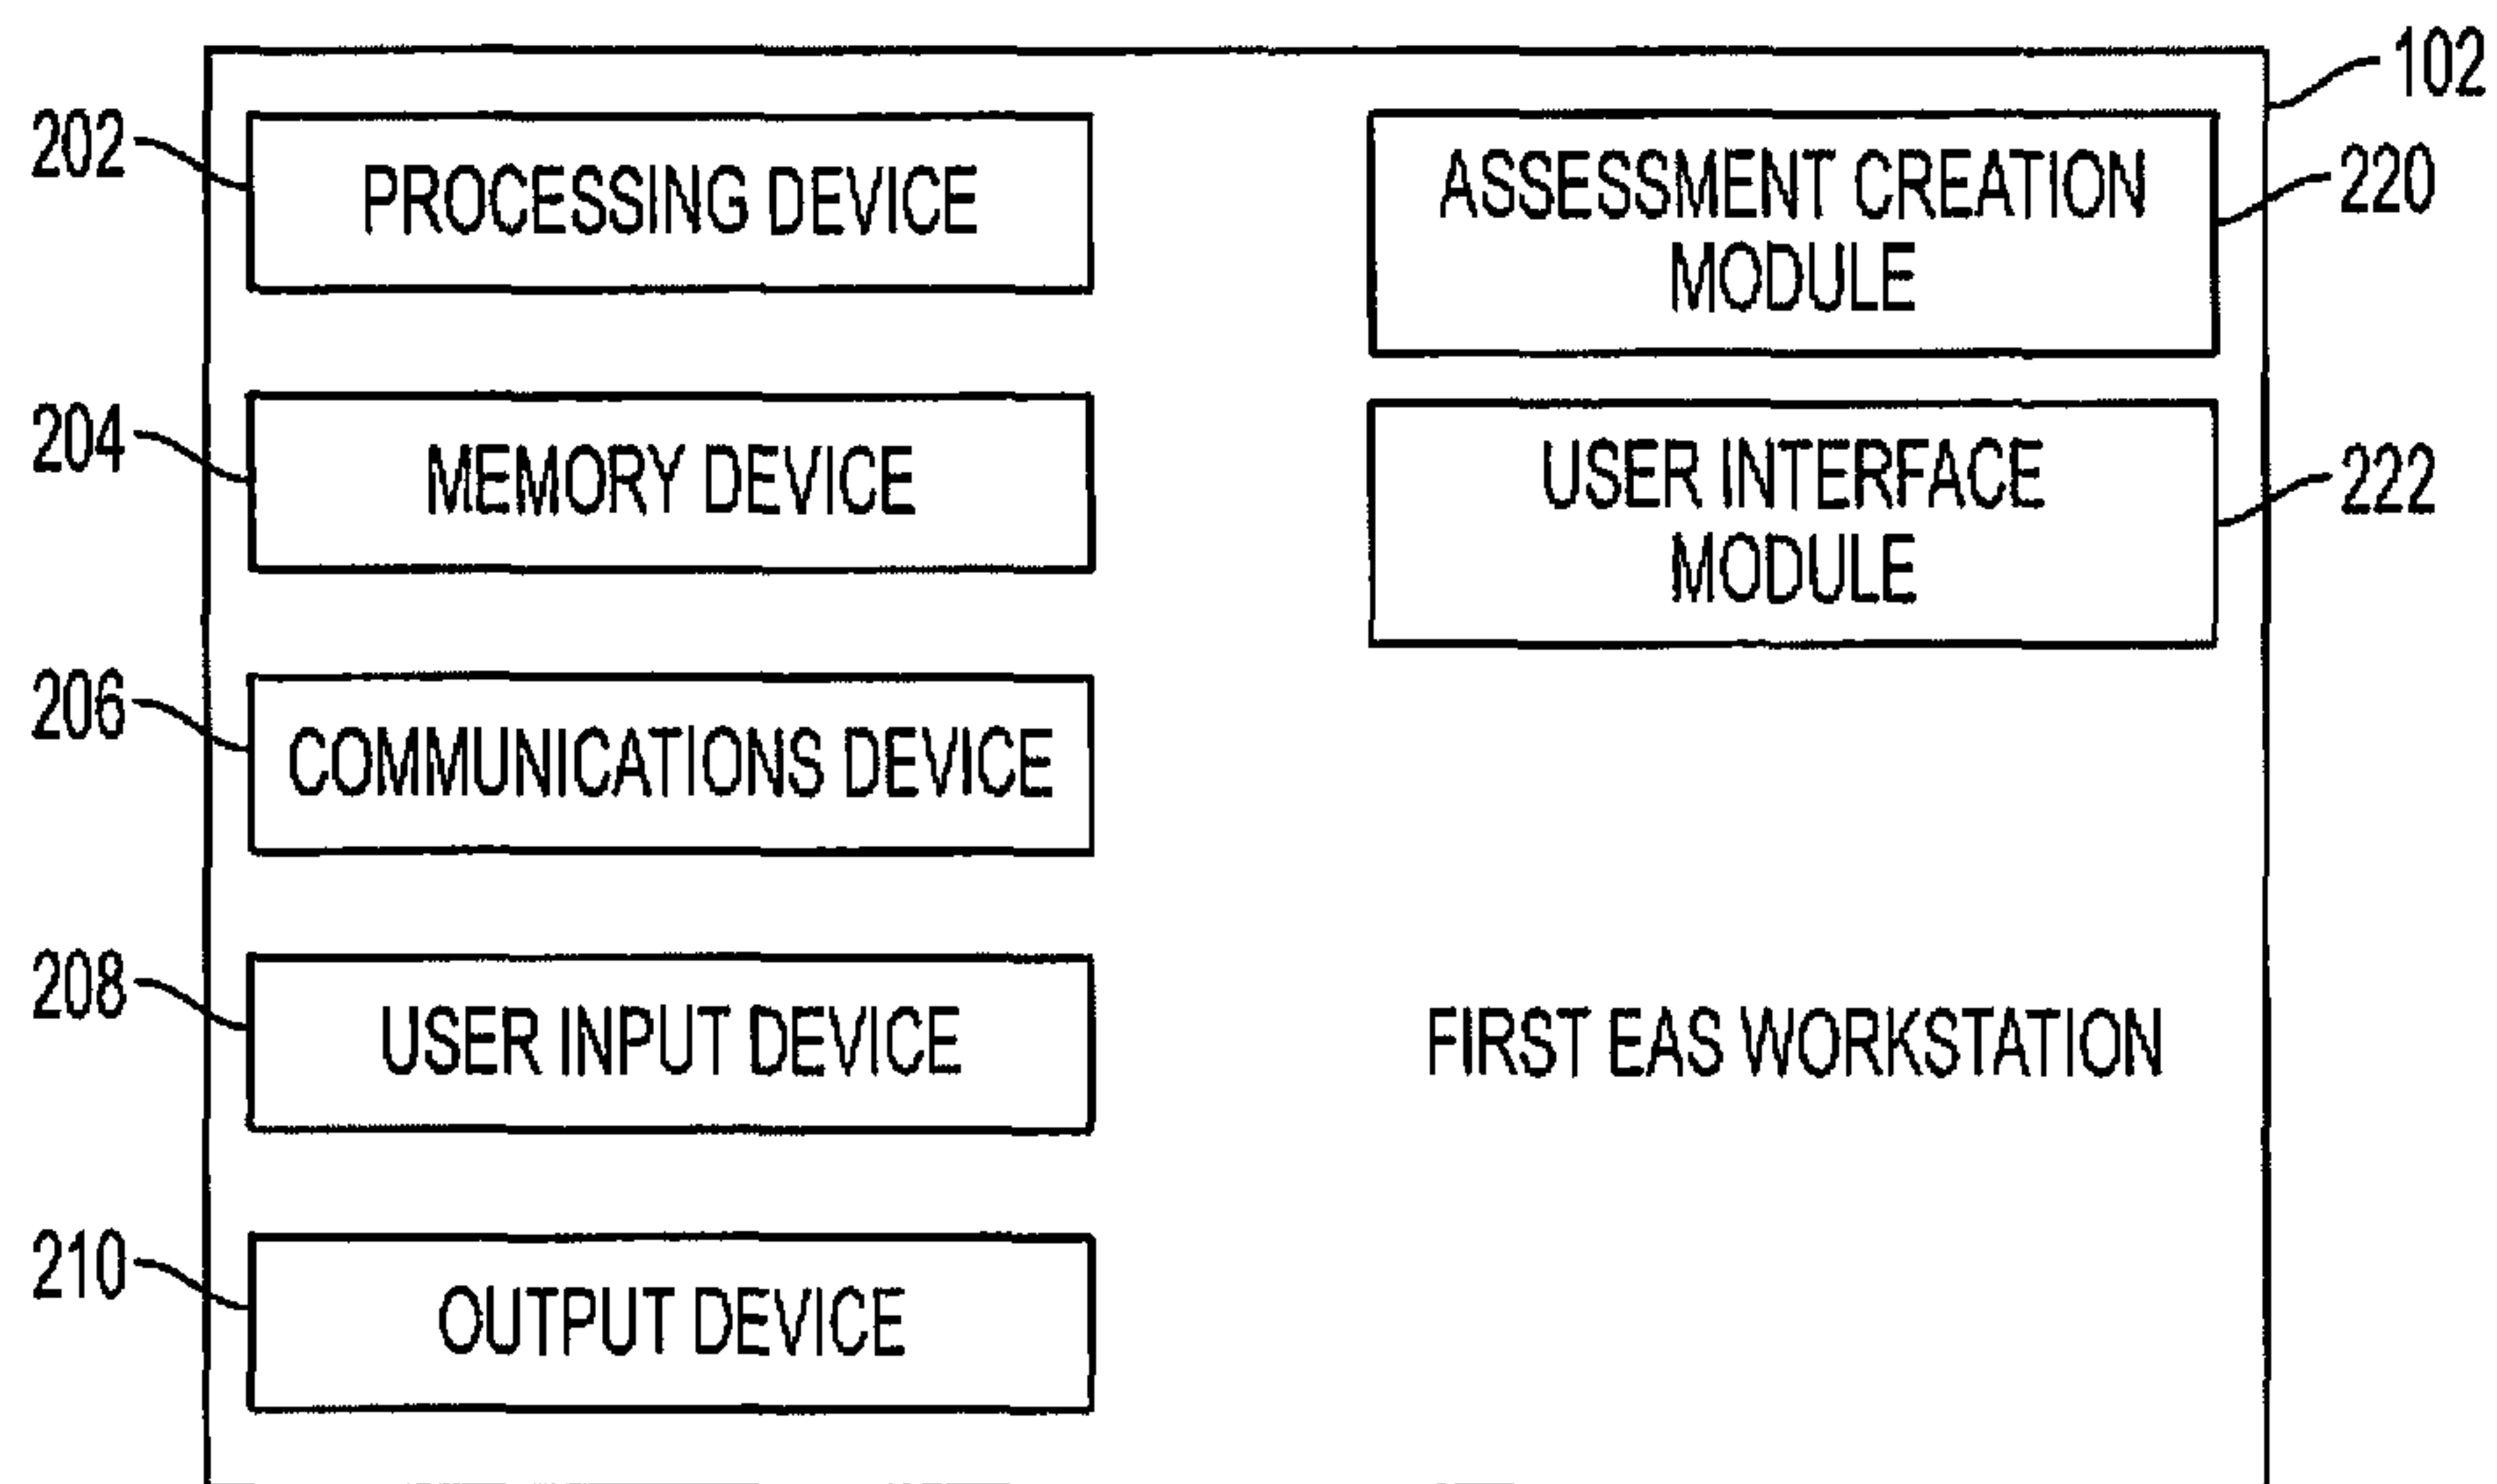 102
202
PROCESSING DEVICE
ASSESSMENT CREATION
MODULE
220
204
MEMORY DEVICE
USER INTERFACE
MODULE
222
206
COMMUNICATIONS DEVICE
208
USER INPUT DEVICE
FIRST EAS WORKSTATION
210
OUTPUT DEVICE